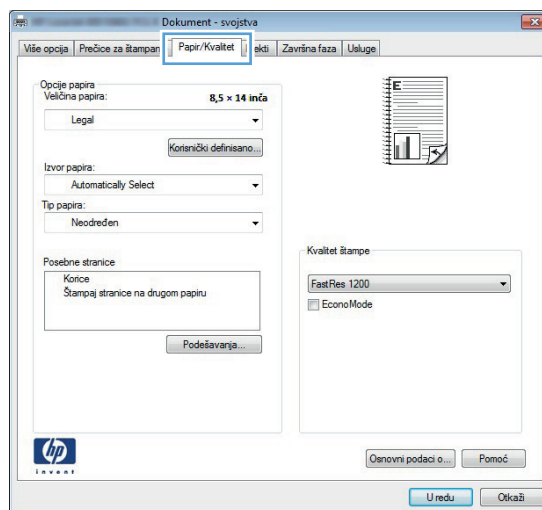 Dokument - svojstva
Više opcija Prečice za štampan Papir/Kvalitet ekti Završna faza Usluge
Opcije papira
Veličina papira: 8,5 × 14 inča
Legal
Korisnički definisano...
Izvor papira:
Automatically Select
Tip papira:
Neodređen
Posebne stranice
Korice
Štampaj stranice na drugom papiru
Podešavanja...
E
Kvalitet štampe
FastRes 1200
EconoMode
hp
invent
Osnovni podaci o... Pomoć
U redu Otkaži